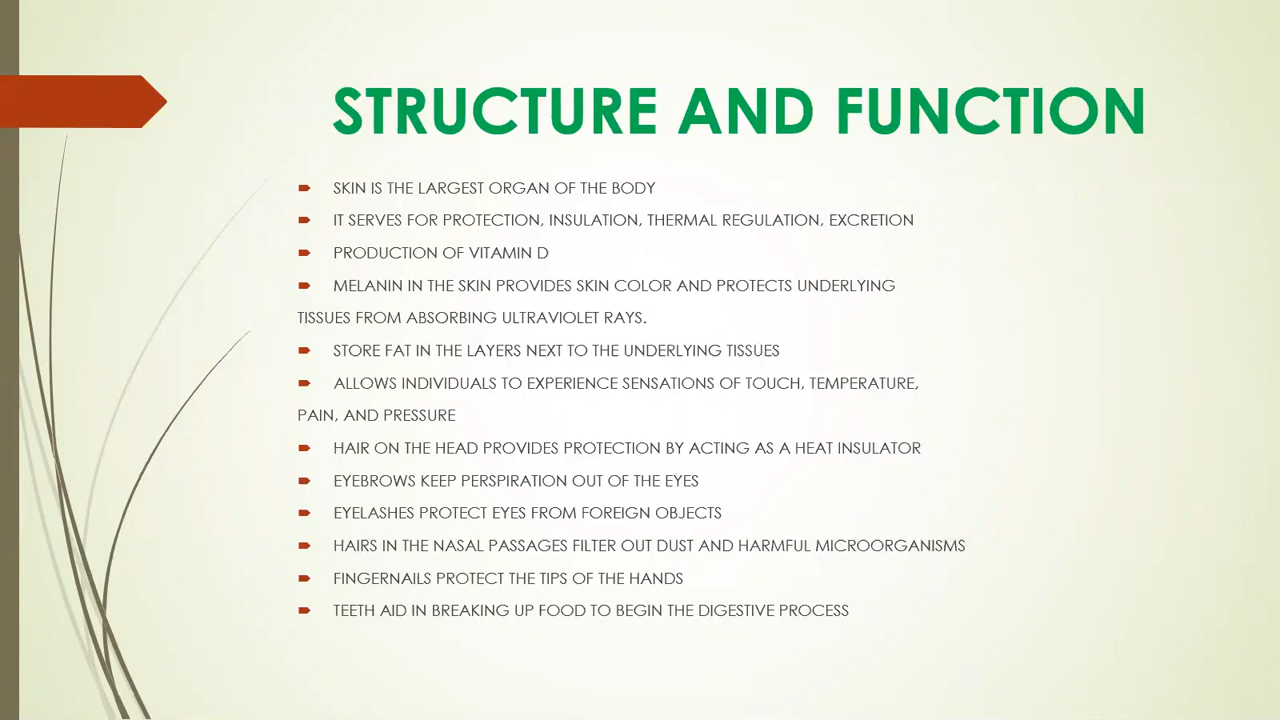 STRUCTURE AND FUNCTION
SKIN IS THE LARGEST ORGAN OF THE BODY
IT SERVES FOR PROTECTION, INSULATION, THERMAL REGULATION, EXCRETION
PRODUCTION OF VITAMIN D
MELANIN IN THE SKIN PROVIDES SKIN COLOR AND PROTECTS UNDERLYING
TISSUES FROM ABSORBING ULTRAVIOLET RAYS.
STORE FAT IN THE LAYERS NEXT TO THE UNDERLYING TISSUES
ALLOWS INDIVIDUALS TO EXPERIENCE SENSATIONS OF TOUCH, TEMPERATURE,
PAIN, AND PRESSURE
HAIR ON THE HEAD PROVIDES PROTECTION BY ACTING AS A HEAT INSULATOR
EYEBROWS KEEP PERSPIRATION OUT OF THE EYES
EYELASHES PROTECT EYES FROM FOREIGN OBJECTS
HAIRS IN THE NASAL PASSAGES FILTER OUT DUST AND HARMFUL MICROORGANISMS
FINGERNAILS PROTECT THE TIPS OF THE HANDS
TEETH AID IN BREAKING UP FOOD TO BEGIN THE DIGESTIVE PROCESS